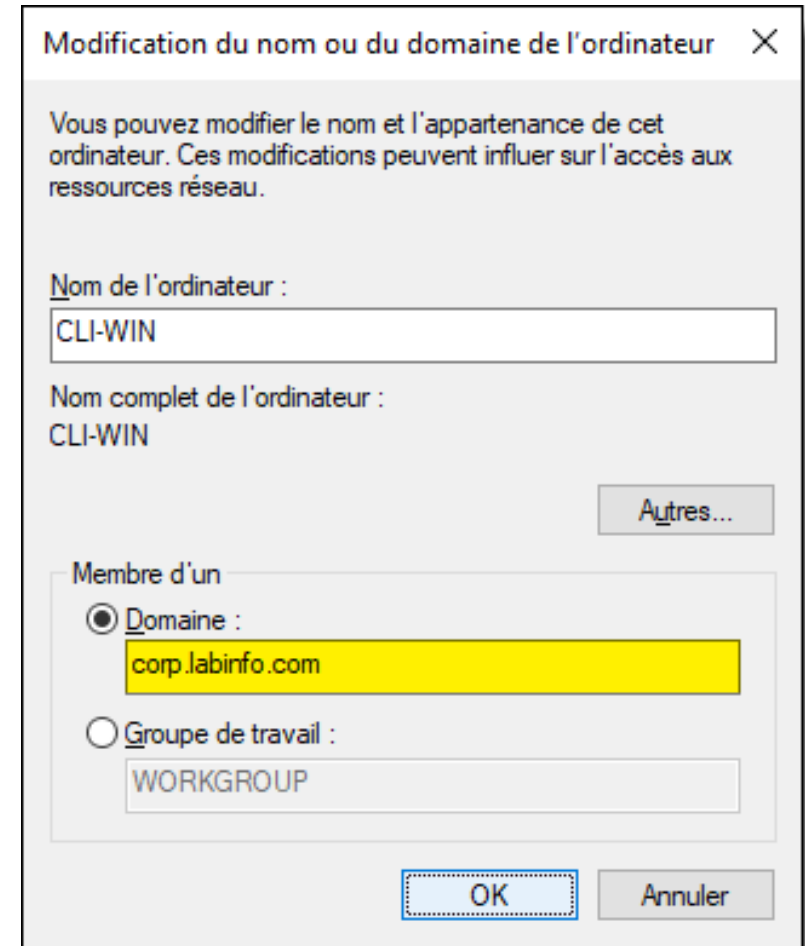 Modification du nom ou du domaine de l'ordinateur
Vous pouvez modifier le nom et l'appartenance de cet
ordinateur. Ces modifications peuvent influer sur l'accès aux
ressources réseau.
Nom de l'ordinateur :
CLI-WIN
Nom complet de l'ordinateur :
CLI-WIN
Autres...
Membre d'un
Domaine :
corp.labinfo.com
Groupe de travail :
WORKGROUP
OK Annuler